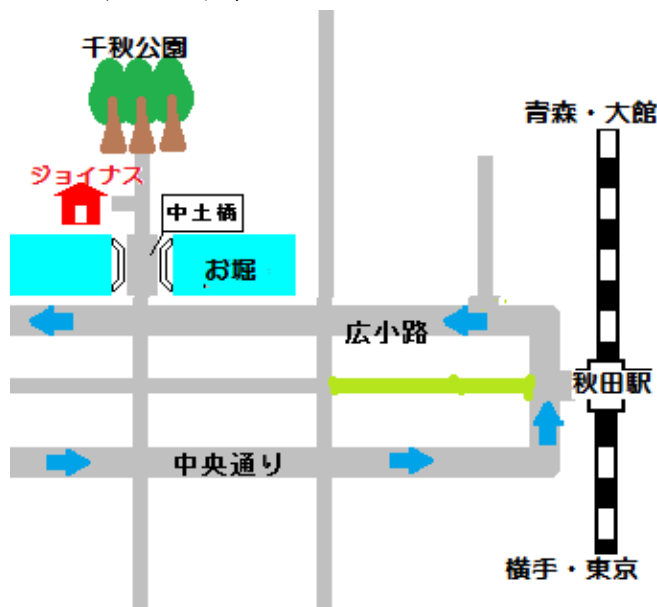 千秋公園
青森・大館
ジョイナス
中土橋
お堀
広小路
秋田駅
中央通り
横手・東京